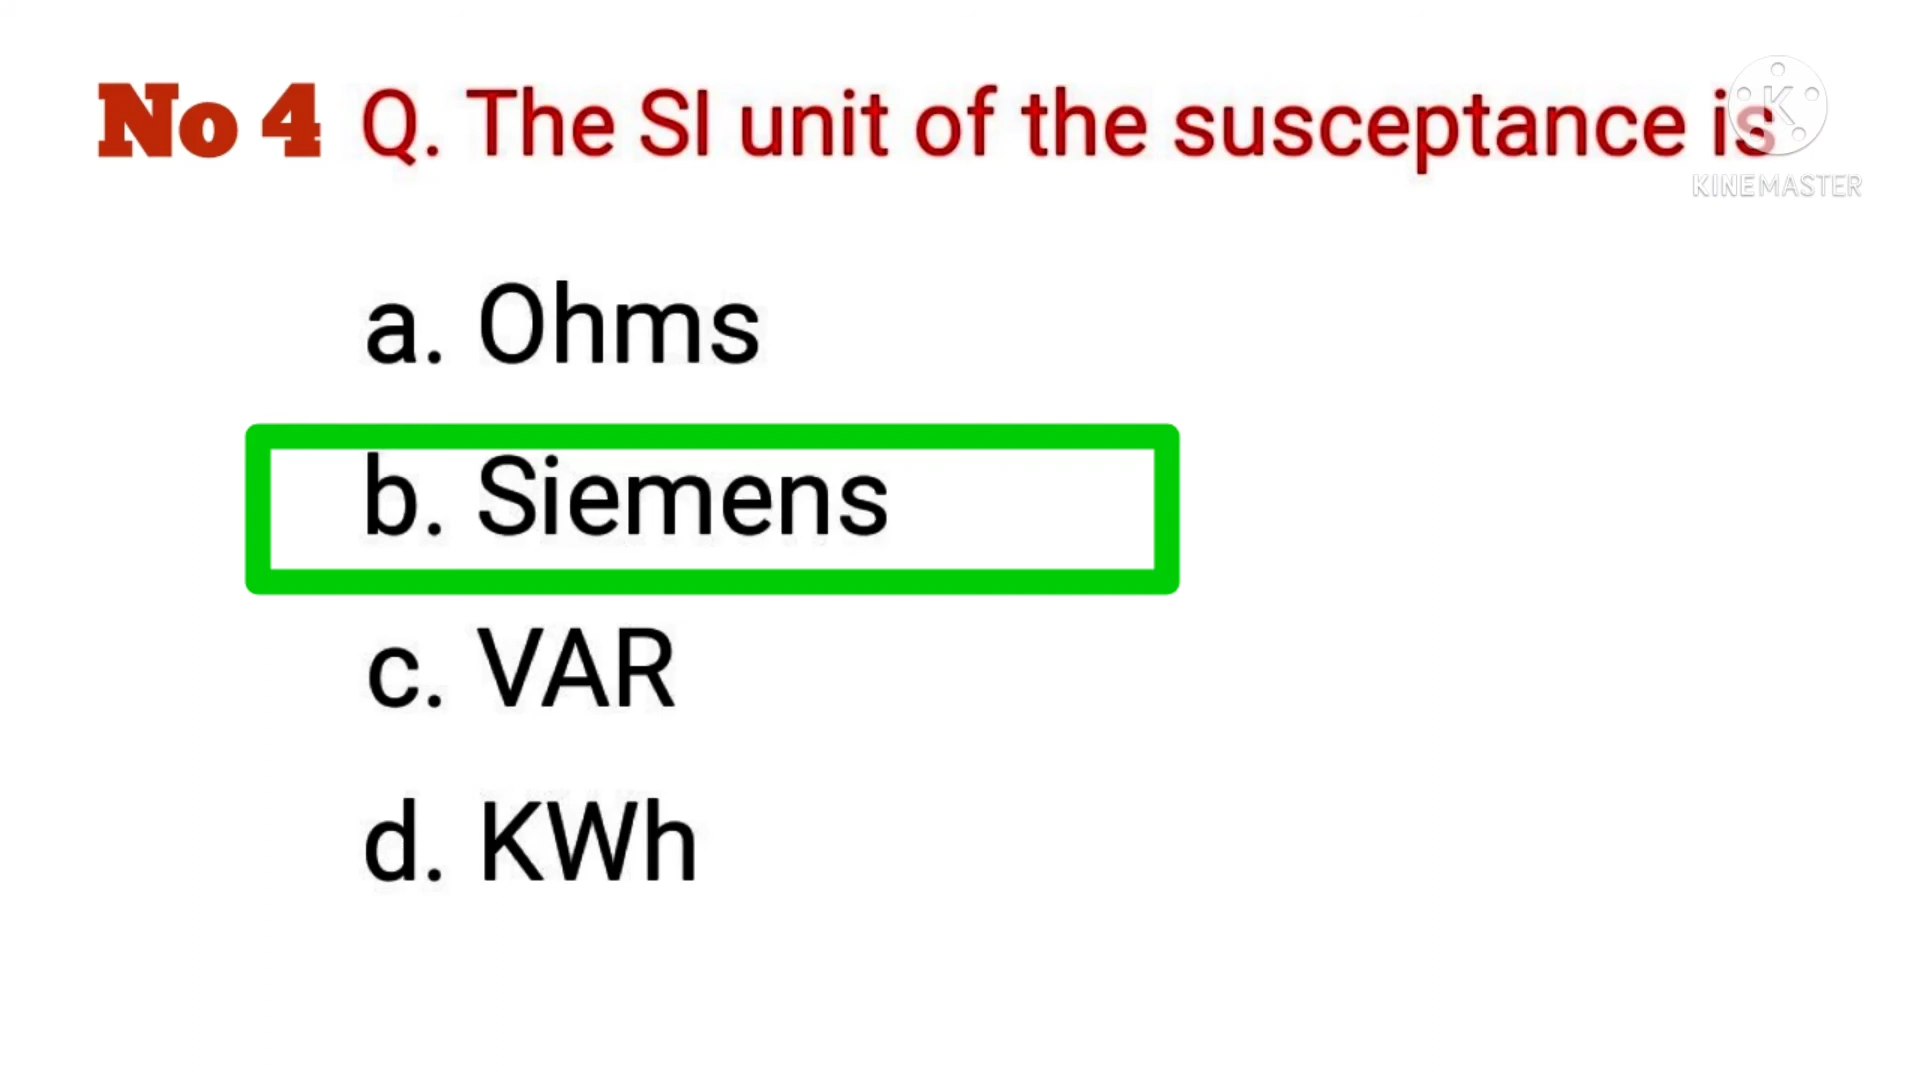 No 4 Q. The SI unit of the susceptance is
KINEMASTER
a. Ohms
b. Siemens
c. VAR
d. KWh